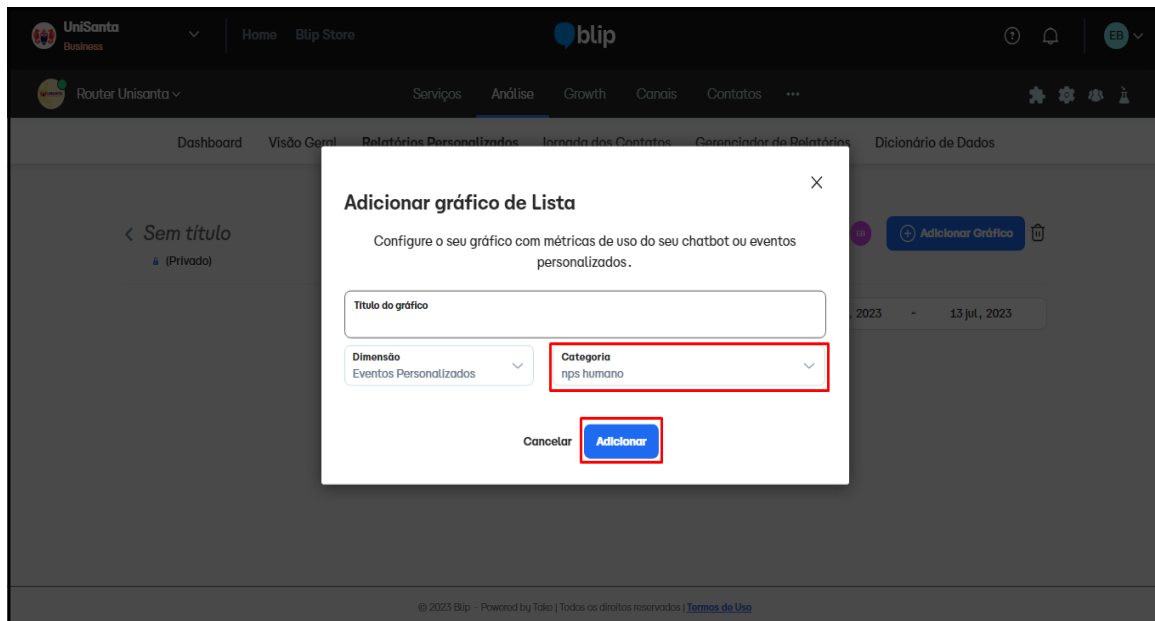 UniSanta
Business
Home Blip Store
blip
EB
Router Unisanta
Serviços Análise Growth Canais Contatos ...
Dashboard Visão Geral Relatórios Personalizados Jornada dos Contatos Gerenciador de Relatórios Dicionário de Dados
Adicionar gráfico de Lista
Configure o seu gráfico com métricas de uso do seu chatbot ou eventos
personalizados.
Sem título
(Privado)
EB
Adicionar Gráfico
Título do gráfico
, 2023 - 13 jul, 2023
Dimensão
Eventos Personalizados
Categoria
nps humano
Cancelar Adicionar
© 2023 Blip - Powered by Take | Todos os direitos reservados | Termos de Uso